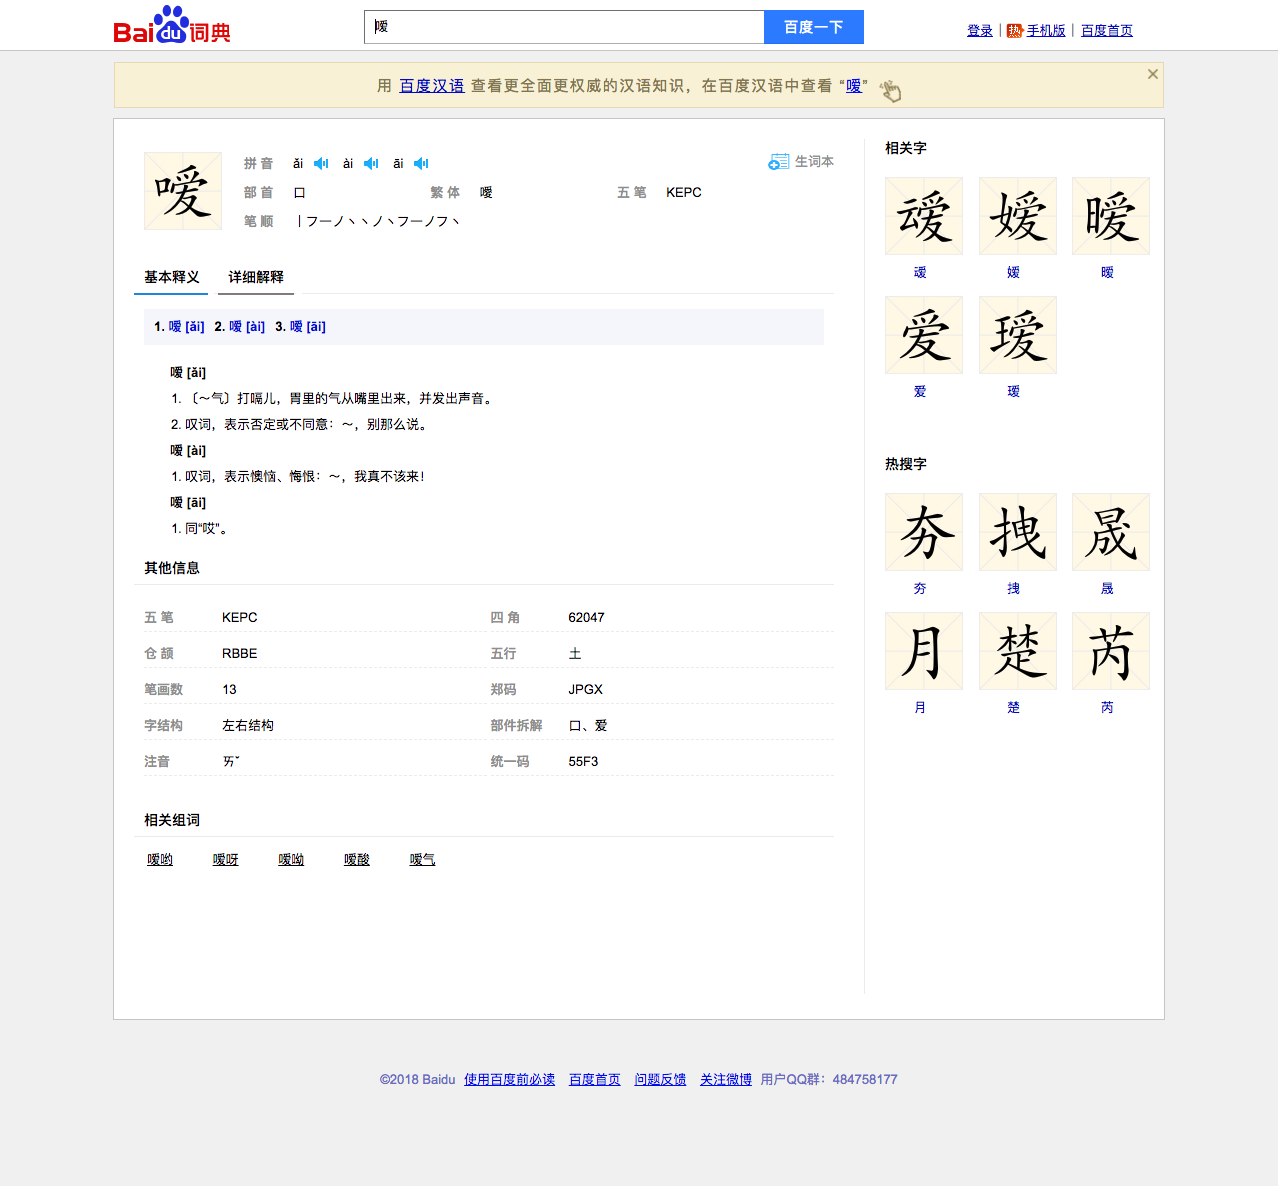 Bai du 词典
嗳
百度一下
登录 | 热 手机版 | 百度首页
用 百度汉语 查看更全面更权威的汉语知识，在百度汉语中查看 “嗳”
嗳
拼 音 ǎi ài āi
生词本
部 首 口 繁 体 噯 五 笔 KEPC
笔 顺 丨フ一ノ丶丶ノ丶フ一ノフ丶
基本释义 详细解释
1. 嗳 [ǎi] 2. 嗳 [ài] 3. 嗳 [āi]
嗳 [ǎi]
1. 〔～气〕打嗝儿，胃里的气从嘴里出来，并发出声音。
2. 叹词，表示否定或不同意：～，别那么说。
嗳 [ài]
1. 叹词，表示懊恼、悔恨：～，我真不该来！
嗳 [āi]
1. 同“哎”。
其他信息
五 笔 KEPC 四 角 62047
仓 颉 RBBE 五行 土
笔画数 13 郑码 JPGX
字结构 左右结构 部件拆解 口、爱
注音 ㄞˇ 统一码 55F3
相关组词
嗳哟 嗳呀 嗳呦 嗳酸 嗳气
相关字
叆 嫒 暧
叆 嫒 暧
爱 瑷
爱 瑷
热搜字
夯 拽 晟
夯 拽 晟
月 楚 芮
月 楚 芮
©2018 Baidu 使用百度前必读 百度首页 问题反馈 关注微博 用户QQ群：484758177